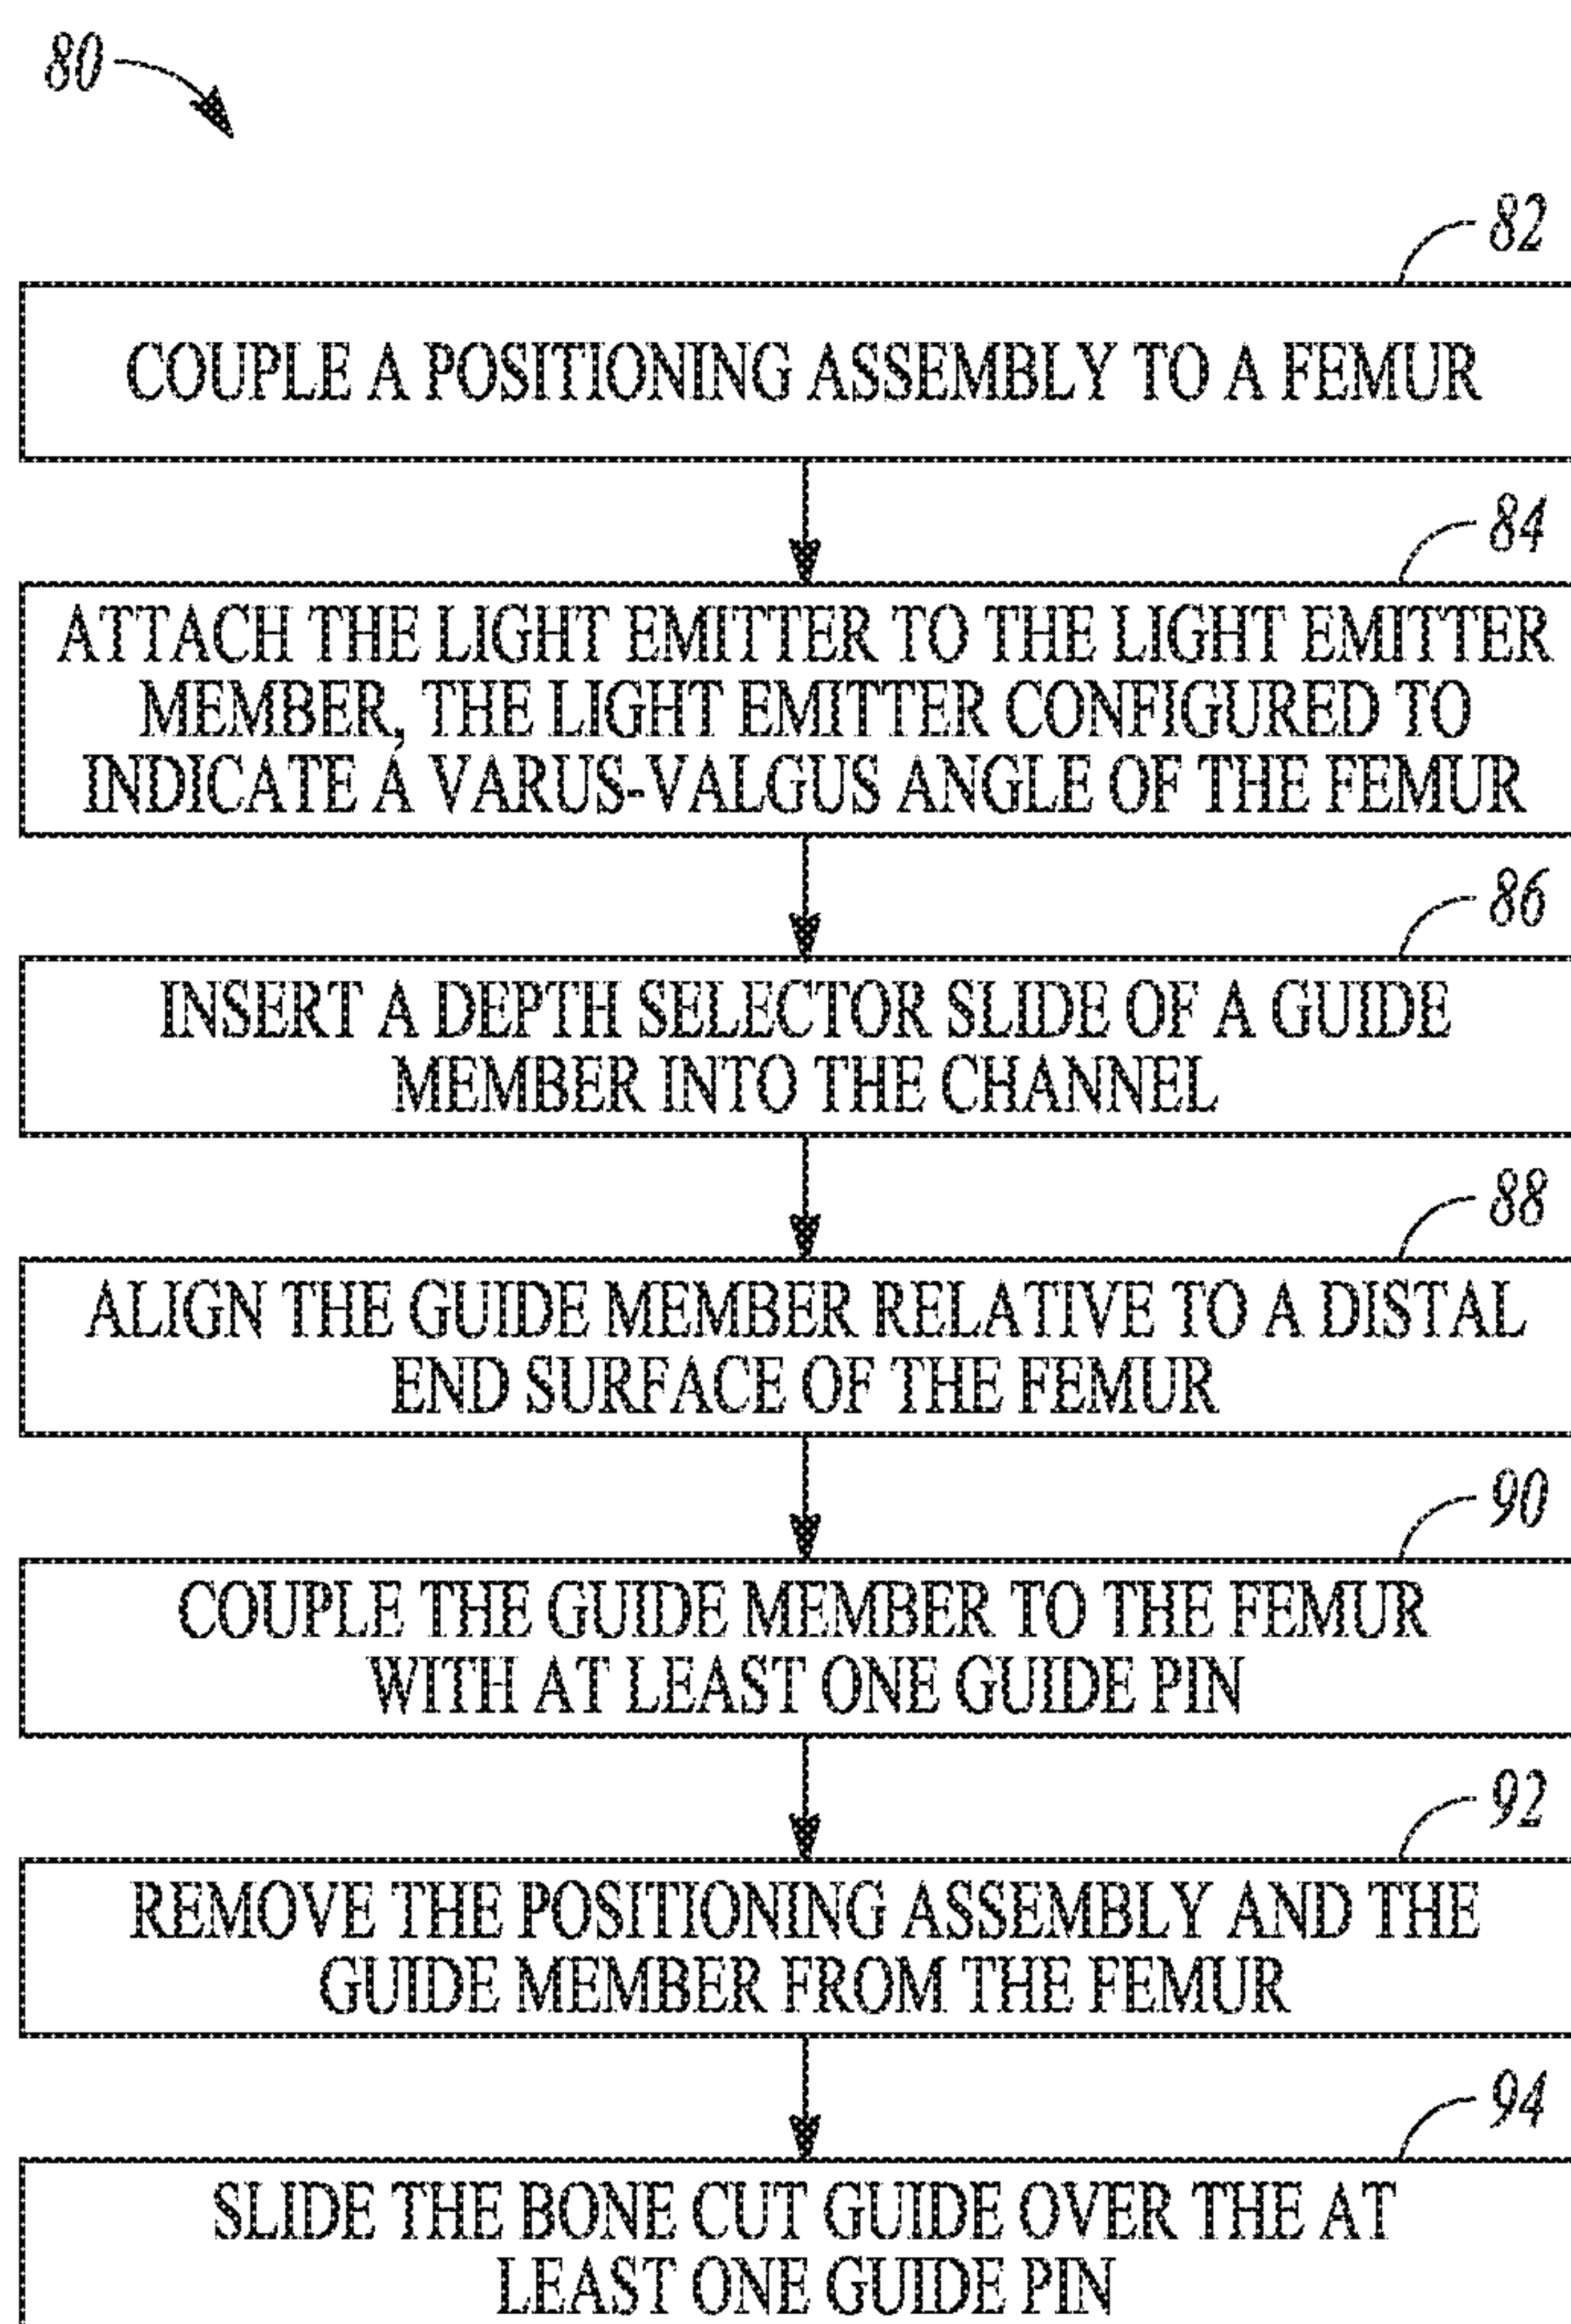 80
82
COUPLE A POSITIONING ASSEMBLY TO A FEMUR
84
ATTACH THE LIGHT EMITTER TO THE LIGHT EMITTER
MEMBER, THE LIGHT EMITTER CONFIGURED TO
INDICATE A VARUS-VALGUS ANGLE OF THE FEMUR
86
INSERT A DEPTH SELECTOR SLIDE OF A GUIDE
MEMBER INTO THE CHANNEL
88
ALIGN THE GUIDE MEMBER RELATIVE TO A DISTAL
END SURFACE OF THE FEMUR
90
COUPLE THE GUIDE MEMBER TO THE FEMUR
WITH AT LEAST ONE GUIDE PIN
92
REMOVE THE POSITIONING ASSEMBLY AND THE
GUIDE MEMBER FROM THE FEMUR
94
SLIDE THE BONE CUT GUIDE OVER THE AT
LEAST ONE GUIDE PIN